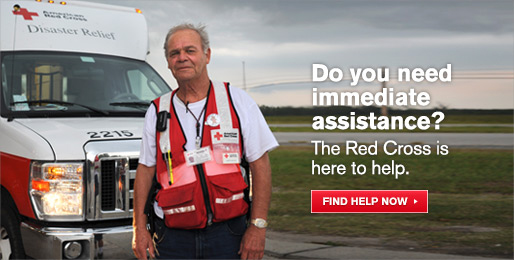 American
Red Cross
Disaster Relief
2215
Do you need
immediate
assistance?
The Red Cross is
here to help.
FIND HELP NOW